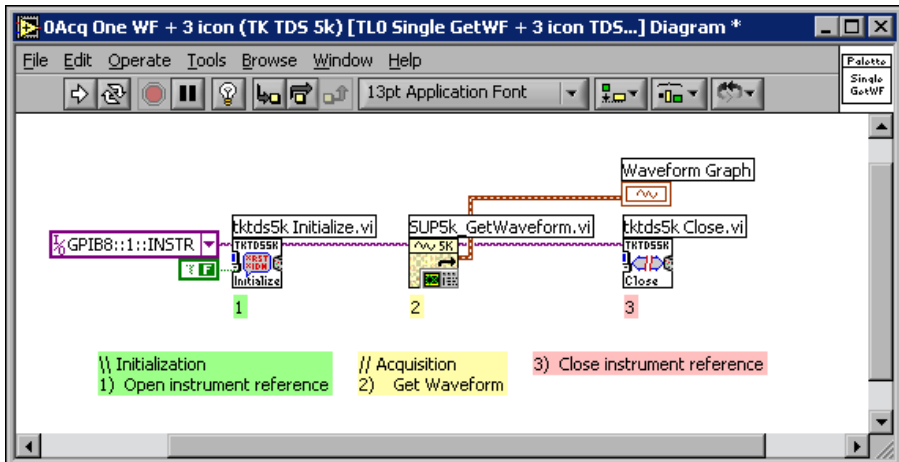 0Acq One WF + 3 icon (TK TDS 5k) [TL0 Single GetWF + 3 icon TDS...] Diagram *
File Edit Operate Tools Browse Window Help
Palette
Single
GetWF
13pt Application Font
Waveform Graph
tktds5k Initialize.vi
SUP5k_GetWaveform.vi
tktds5k Close.vi
GPIB8::1::INSTR
TKTDS5K
*RST
*IDN
Initialize
5K
TKTDS5K
Close
F
1
2
3
\\ Initialization
1) Open instrument reference
// Acquisition
2) Get Waveform
3) Close instrument reference